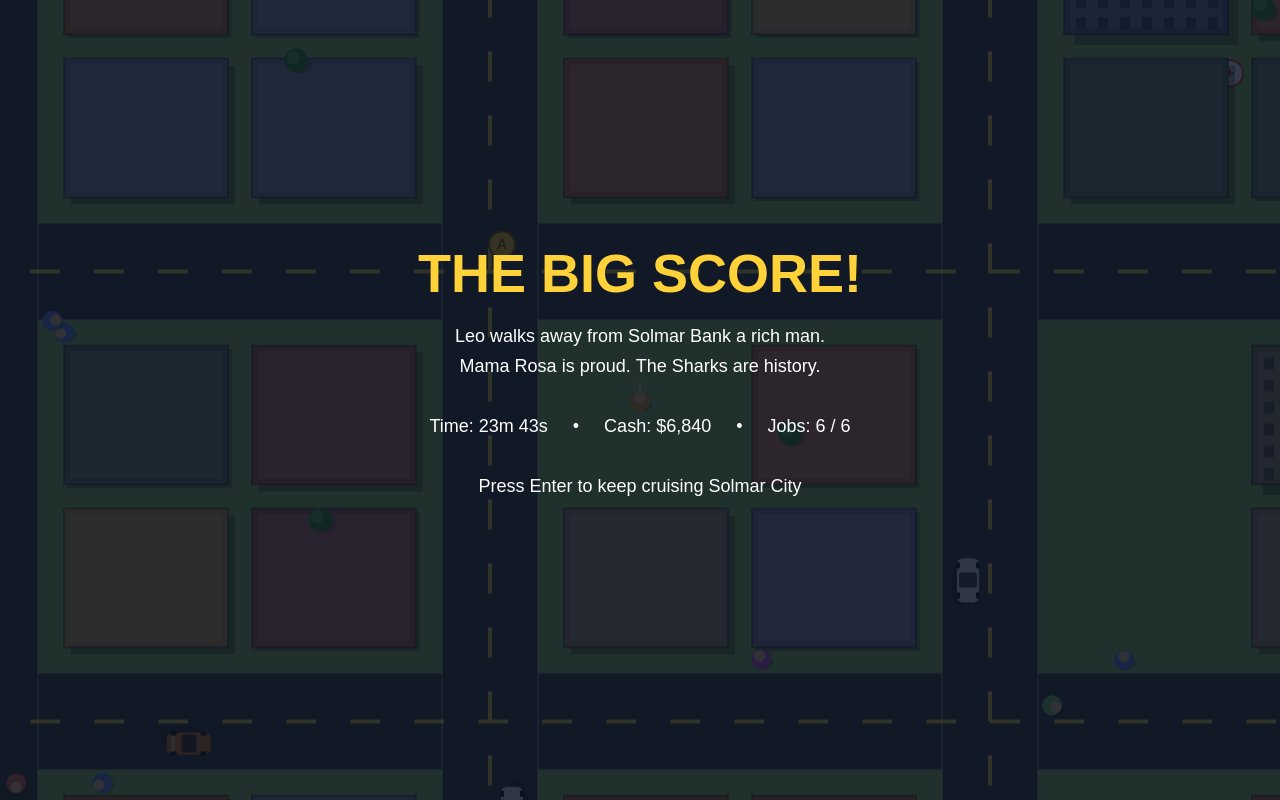 A
THE BIG SCORE!
Leo walks away from Solmar Bank a rich man.
Mama Rosa is proud. The Sharks are history.
Time: 23m 43s • Cash: $6,840 • Jobs: 6 / 6
Press Enter to keep cruising Solmar City